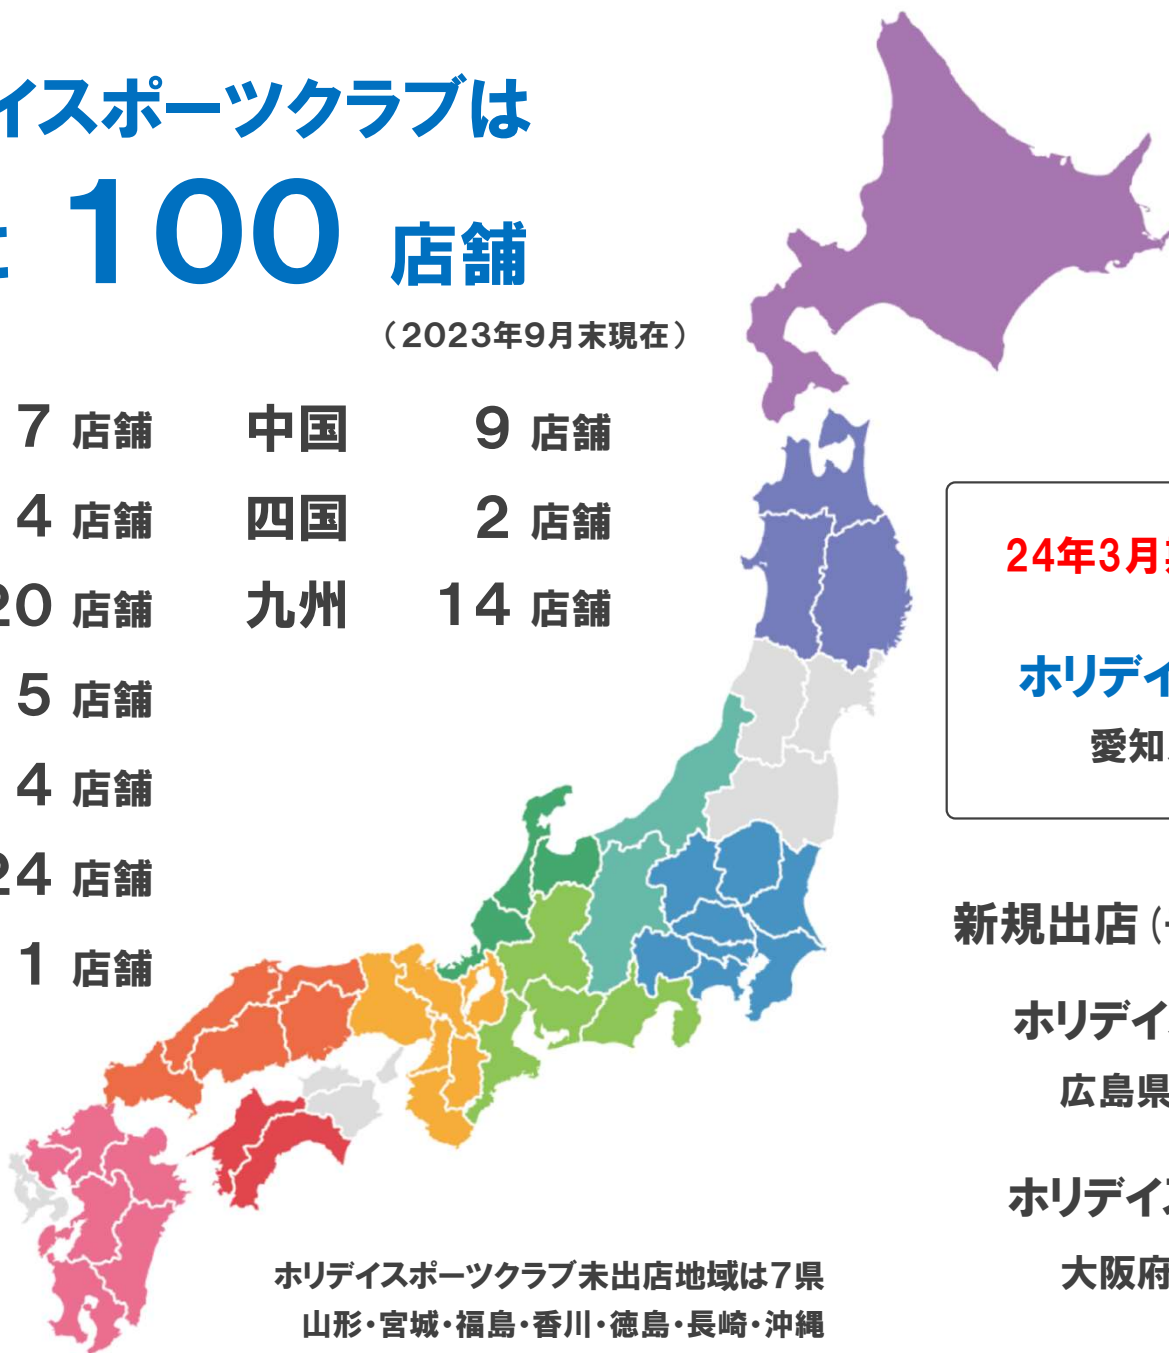 イスポーツクラブは
100 店舗
（2023年9月末現在）
7 店舗 中国 9 店舗
4 店舗 四国 2 店舗
20 店舗 九州 14 店舗
5 店舗
4 店舗
24 店舗
1 店舗
24年3月
ホリデイ
愛知
新規出店（
ホリデイ
広島県
ホリデイ
大阪府
ホリデイスポーツクラブ未出店地域は7県
山形・宮城・福島・香川・徳島・長崎・沖縄